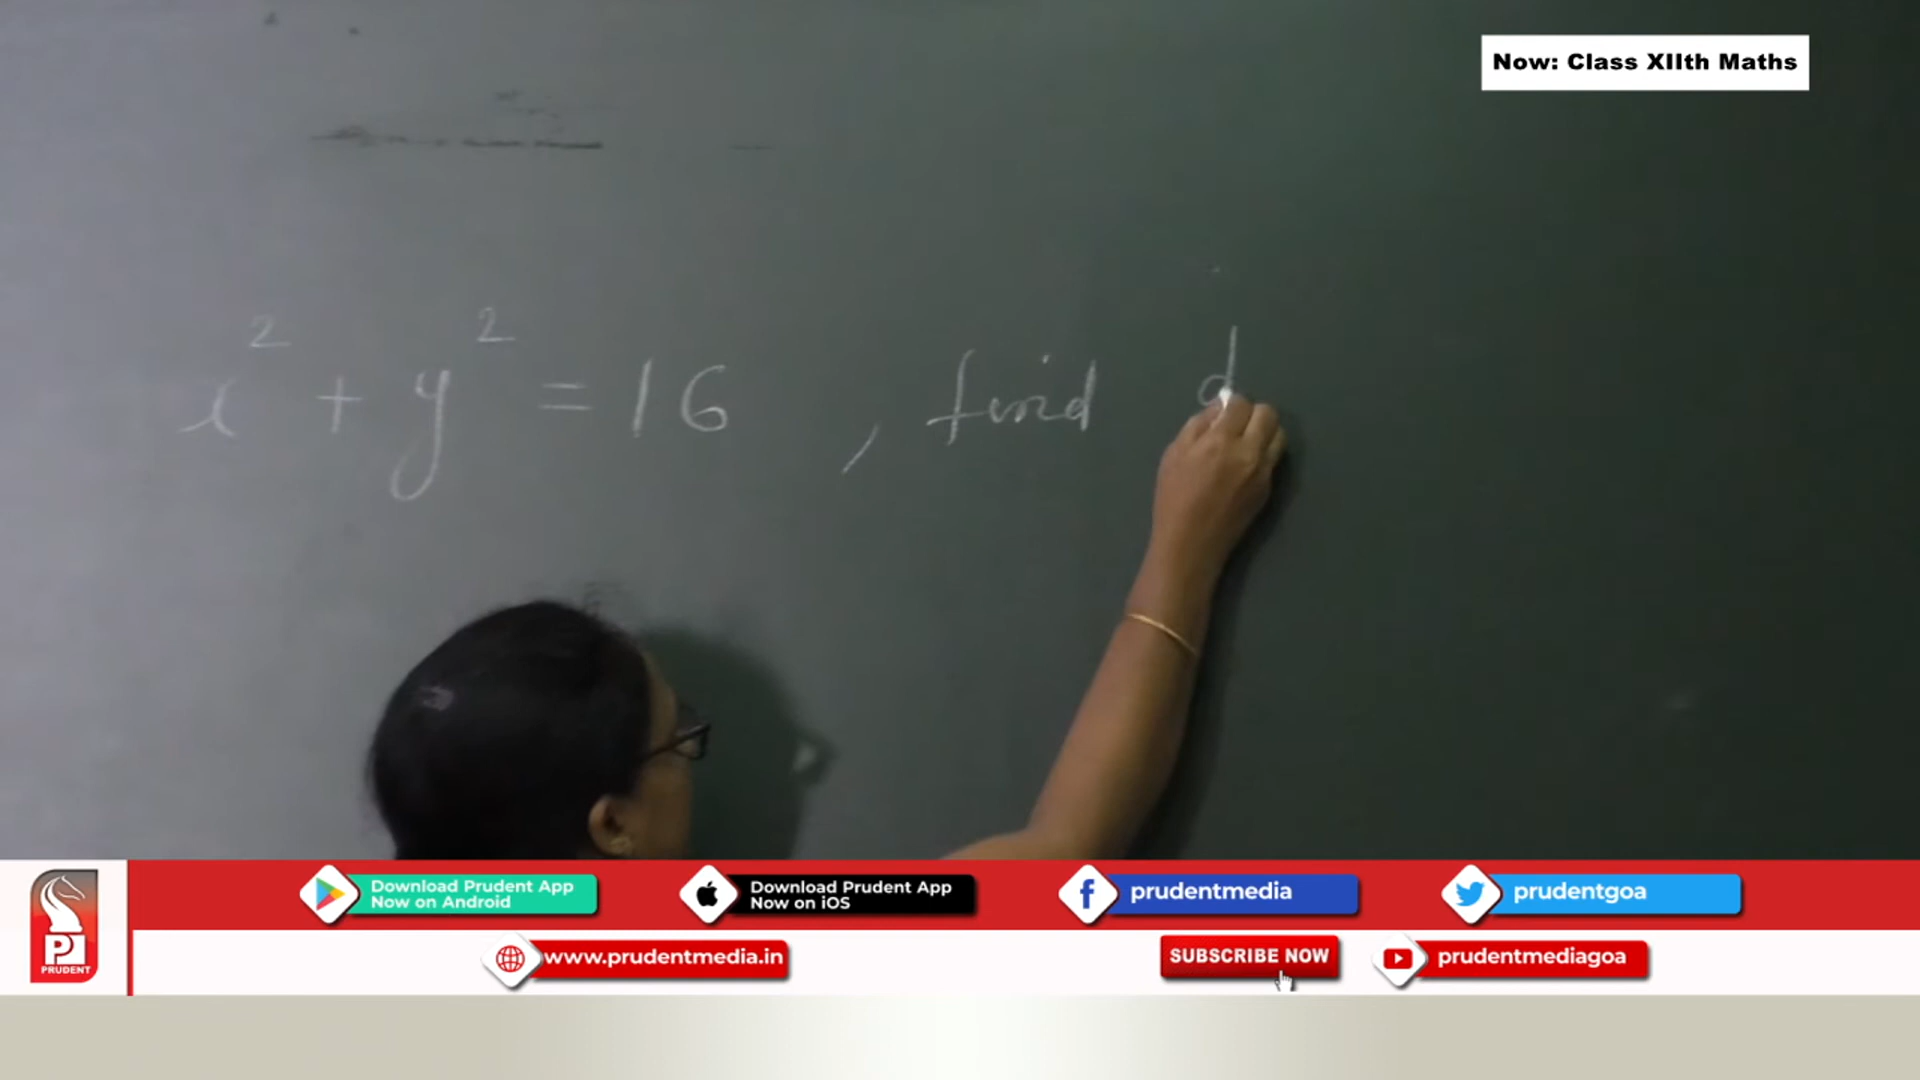 Now: Class XIIth Maths
x² + y² = 16 , find d
Download Prudent App
Now on Android
Download Prudent App
Now on iOS
prudentmedia
prudentgoa
PRUDENT
www.prudentmedia.in
SUBSCRIBE NOW
prudentmediagoa